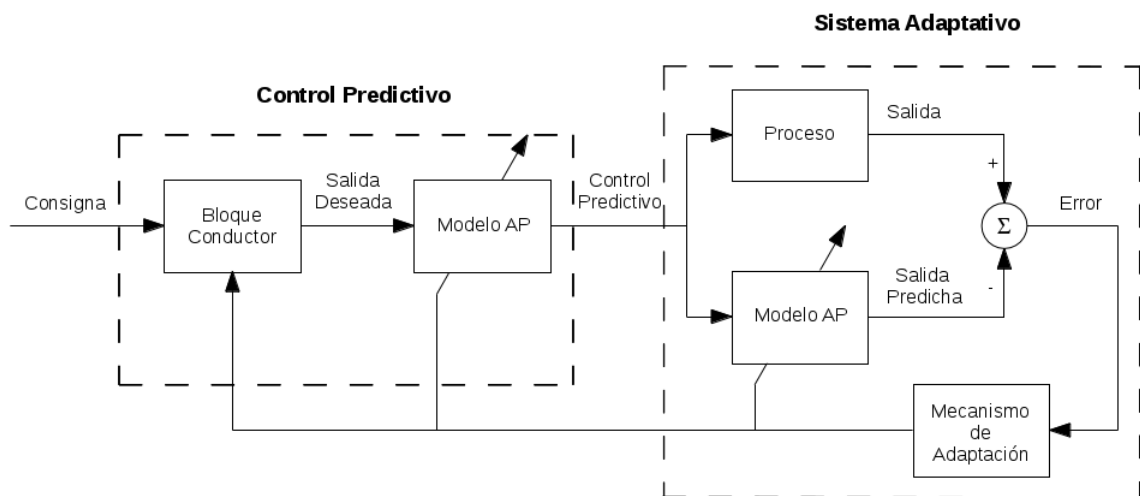 Sistema Adaptativo
Control Predictivo
Consigna
Bloque
Conductor
Salida
Deseada
Modelo AP
Control
Predictivo
Proceso
Salida
+
Σ
Error
Modelo AP
Salida
Predicha
-
Mecanismo
de
Adaptación